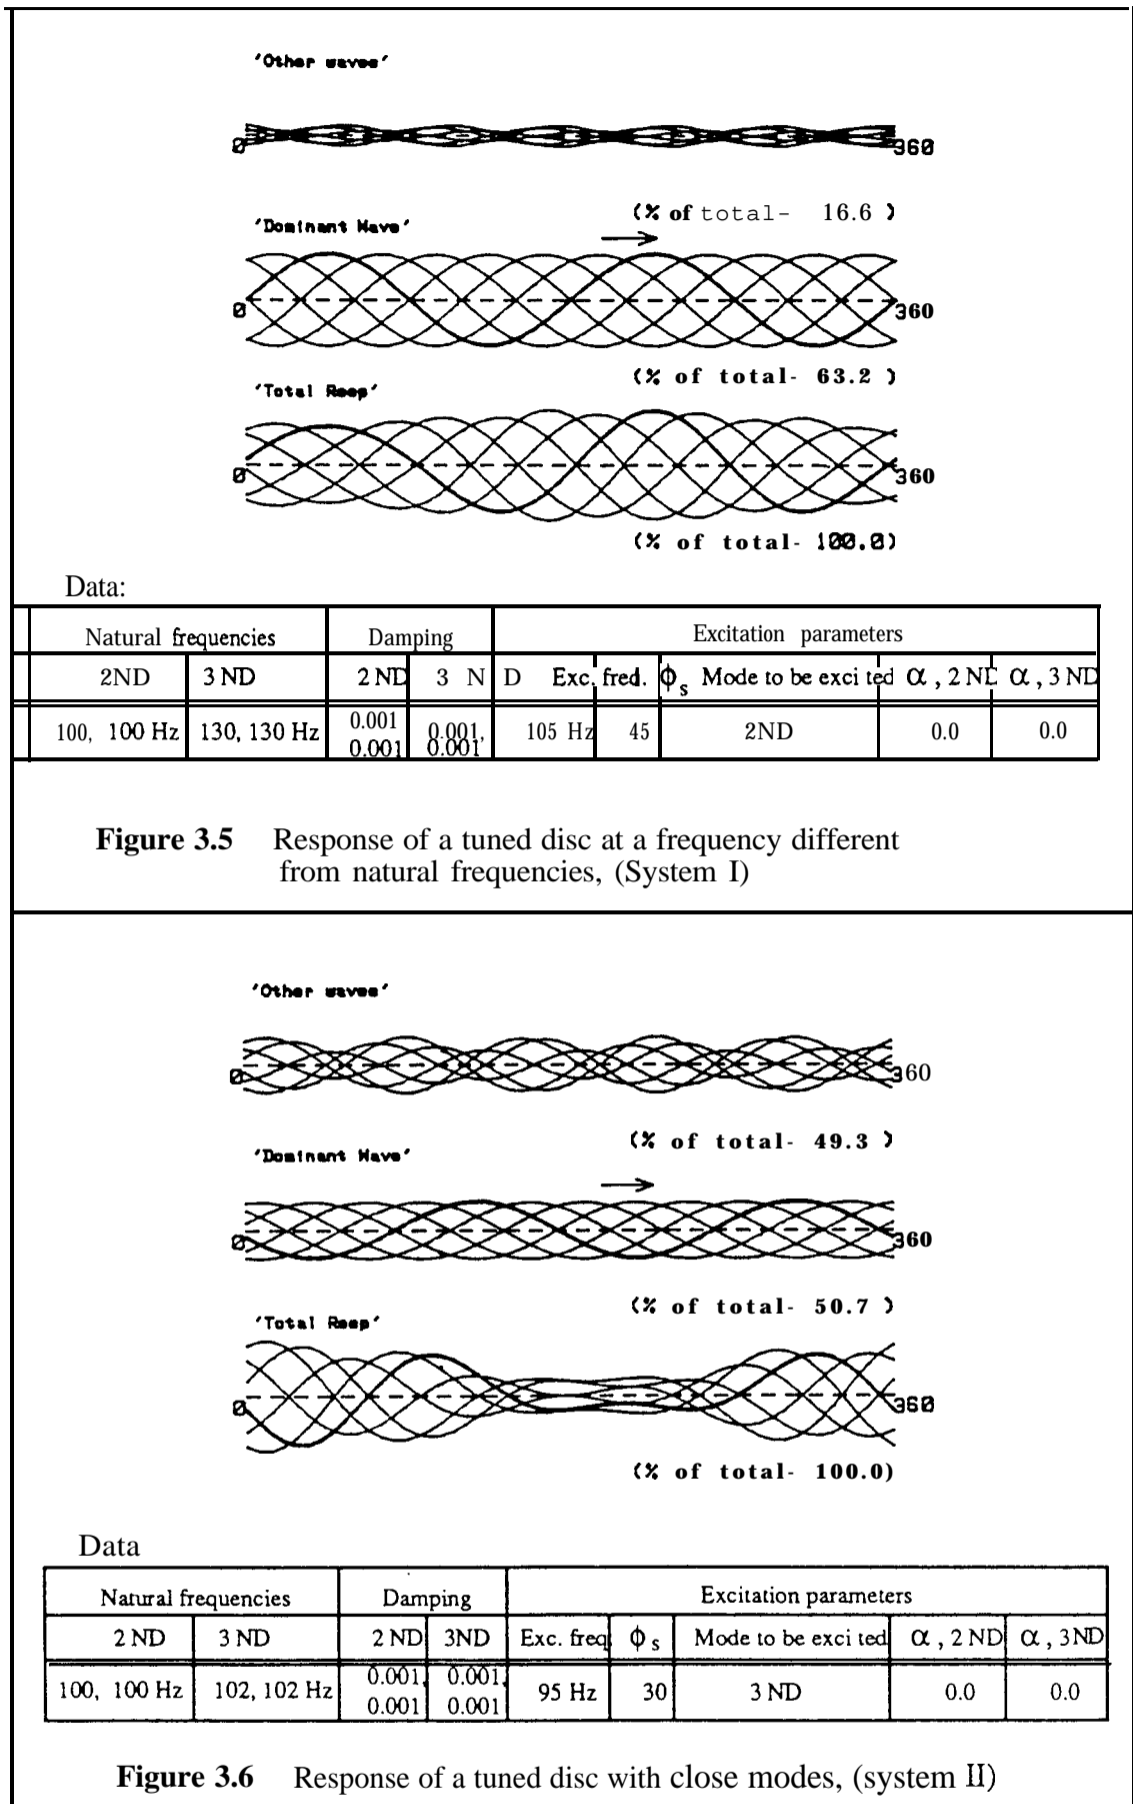 'Other waves'
0 360
(% of total- 16.6 )
'Dominant Wave'
0 360
(% of total- 63.2 )
'Total Resp'
0 360
(% of total- 100.0)
Data:
Natural frequencies Damping Excitation parameters
2ND 3 ND 2 ND 3 N D Exc. fred. ϕs Mode to be exci ted α , 2 ND α , 3 ND
100, 100 Hz 130, 130 Hz 0.001 0.001 0.001, 0.001 105 Hz 45 2ND 0.0 0.0
Figure 3.5 Response of a tuned disc at a frequency different
from natural frequencies, (System I)
'Other waves'
0 360
(% of total- 49.3 )
'Dominant Wave'
0 360
(% of total- 50.7 )
'Total Resp'
0 360
(% of total- 100.0)
Data
Natural frequencies Damping Excitation parameters
2 ND 3 ND 2 ND 3ND Exc. freq ϕs Mode to be exci ted α , 2 ND α , 3 ND
100, 100 Hz 102, 102 Hz 0.001, 0.001 0.001, 0.001 95 Hz 30 3 ND 0.0 0.0
Figure 3.6 Response of a tuned disc with close modes, (system II)